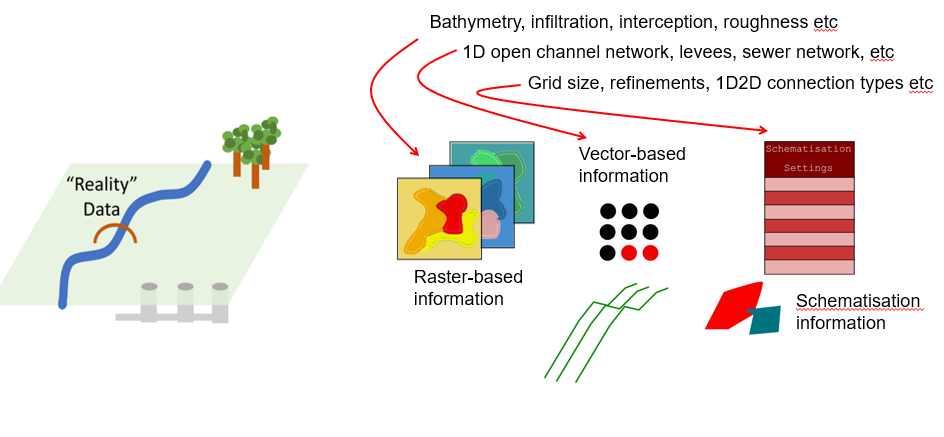 Bathymetry, infiltration, interception, roughness etc
1D open channel network, levees, sewer network, etc
Grid size, refinements, 1D2D connection types etc
“Reality”
Data
Raster-based
information
Vector-based
information
Schematisation
Settings
Schematisation
information